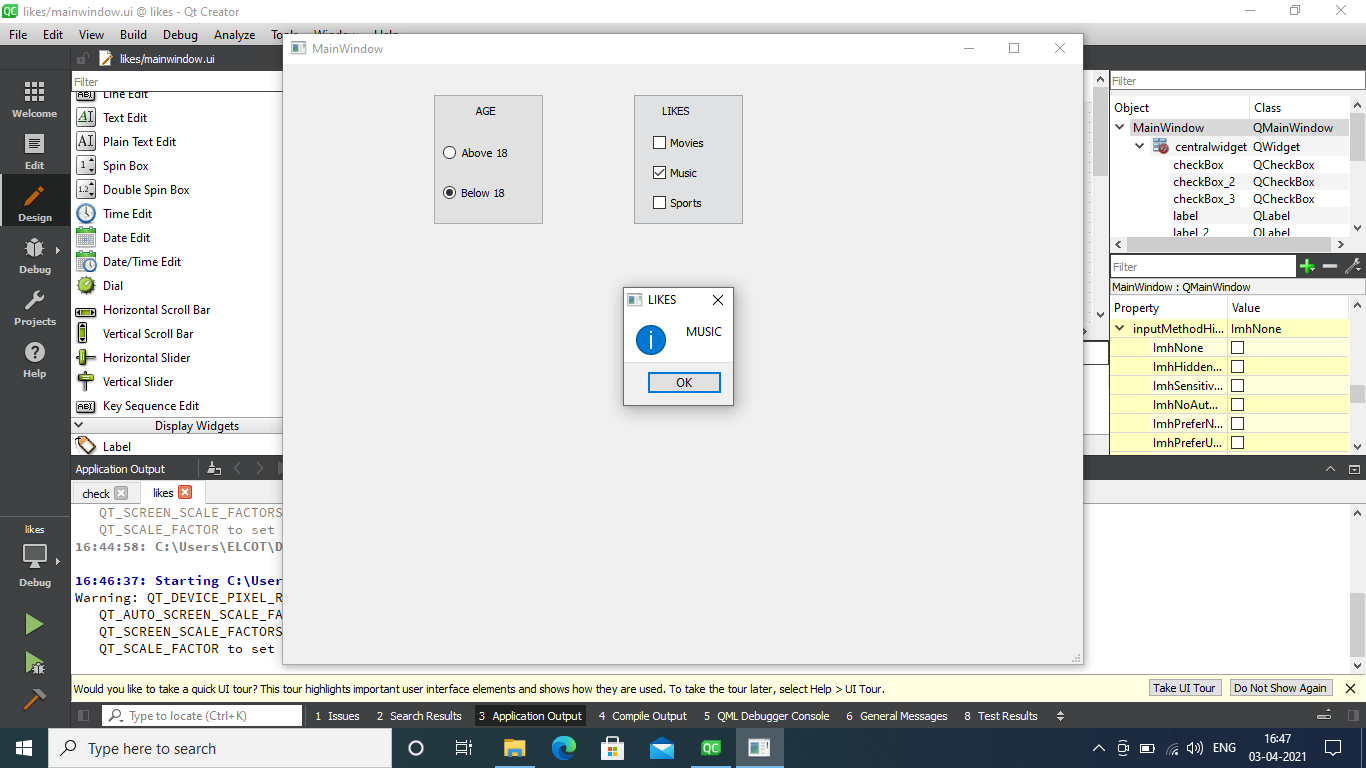 likes/mainwindow.ui @ likes - Qt Creator
File Edit View Build Debug Analyze
likes/mainwindow.ui
MainWindow
Filter
Line Edit
Text Edit
Plain Text Edit
Spin Box
Double Spin Box
Time Edit
Date Edit
Date/Time Edit
Dial
Horizontal Scroll Bar
Vertical Scroll Bar
Horizontal Slider
Vertical Slider
Key Sequence Edit
Display Widgets
Label
Welcome
Edit
Design
Debug
Projects
Help
likes
Debug
AGE
Above 18
Below 18
LIKES
Movies
Music
Sports
LIKES
MUSIC
OK
Filter
Object Class
MainWindow QMainWindow
centralwidget QWidget
checkBox QCheckBox
checkBox_2 QCheckBox
checkBox_3 QCheckBox
label QLabel
label_2 QLabel
Filter
MainWindow : QMainWindow
Property Value
inputMethodHi... ImhNone
ImhNone
ImhHidden...
ImhSensitiv...
ImhNoAut...
ImhPreferN...
ImhPreferU...
Application Output
check likes
QT_SCREEN_SCALE_FACTORS
QT_SCALE_FACTOR to set
16:44:58: C:\Users\ELCOT\D
16:46:37: Starting C:\User
Warning: QT_DEVICE_PIXEL_R
QT_AUTO_SCREEN_SCALE_FA
QT_SCREEN_SCALE_FACTORS
QT_SCALE_FACTOR to set
Would you like to take a quick UI tour? This tour highlights important user interface elements and shows how they are used. To take the tour later, select Help > UI Tour.
Take UI Tour Do Not Show Again
Type to locate (Ctrl+K) 1 Issues 2 Search Results 3 Application Output 4 Compile Output 5 QML Debugger Console 6 General Messages 8 Test Results
Type here to search
ENG
16:47
03-04-2021